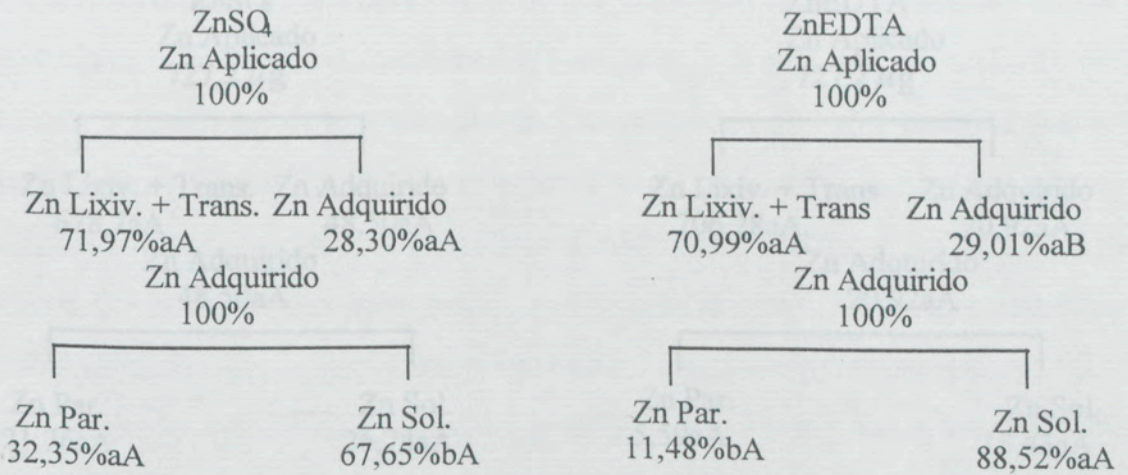 ZnSO4
Zn Aplicado
100%
Zn Lixiv. + Trans. Zn Adquirido
71,97%aA 28,30%aA
Zn Adquirido
100%
Zn Par. Zn Sol.
32,35%aA 67,65%bA
ZnEDTA
Zn Aplicado
100%
Zn Lixiv. + Trans Zn Adquirido
70,99%aA 29,01%aB
Zn Adquirido
100%
Zn Par. Zn Sol.
11,48%bA 88,52%aA